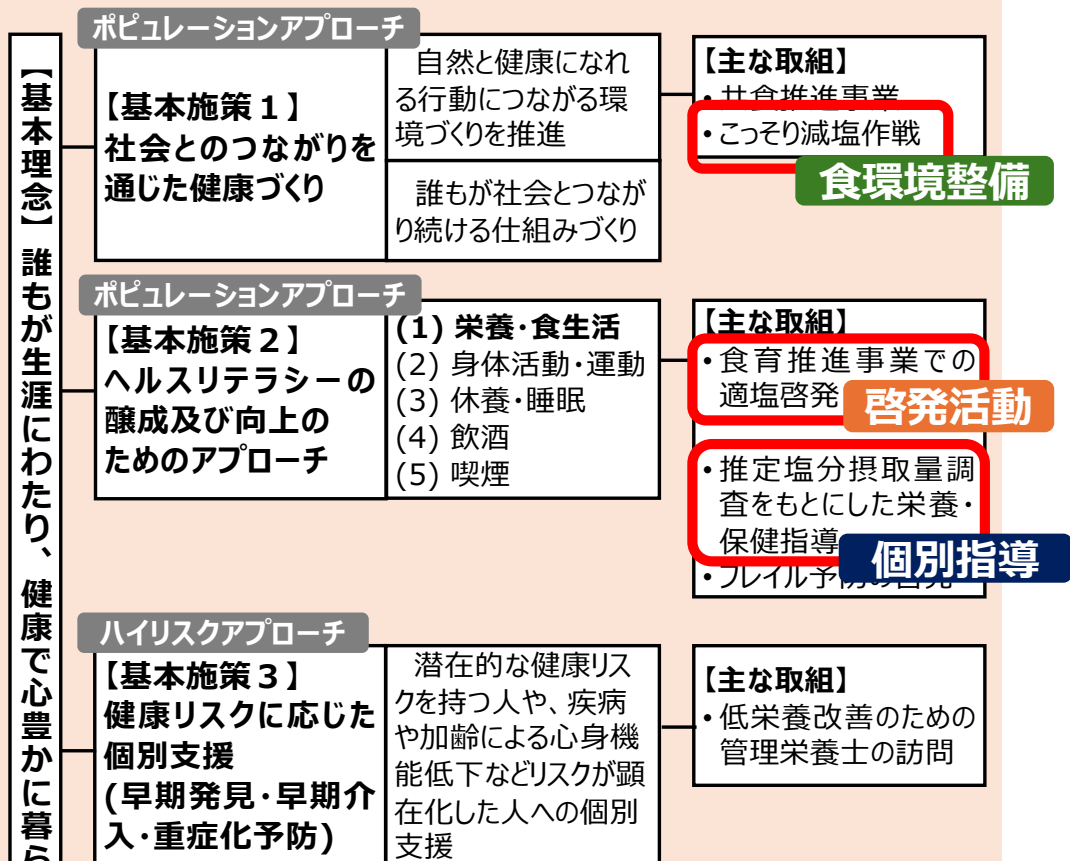 【基本理念】誰もが生涯にわたり、健康で心豊かに暮ら
ポピュレーションアプローチ
【基本施策１】
社会とのつながりを
通じた健康づくり
自然と健康になれ
る行動につながる環
境づくりを推進
誰もが社会とつなが
り続ける仕組みづくり
【主な取組】
・共食推進事業
・こっそり減塩作戦
食環境整備
ポピュレーションアプローチ
【基本施策２】
ヘルスリテラシーの
醸成及び向上の
ためのアプローチ
(1) 栄養・食生活
(2) 身体活動・運動
(3) 休養・睡眠
(4) 飲酒
(5) 喫煙
【主な取組】
・食育推進事業での
適塩啓発
啓発活動
・推定塩分摂取量調
査をもとにした栄養・
保健指導
個別指導
・フレイル予防の啓発
ハイリスクアプローチ
【基本施策３】
健康リスクに応じた
個別支援
(早期発見・早期介
入・重症化予防)
潜在的な健康リス
クを持つ人や、疾病
や加齢による心身機
能低下などリスクが顕
在化した人への個別
支援
【主な取組】
・低栄養改善のための
管理栄養士の訪問